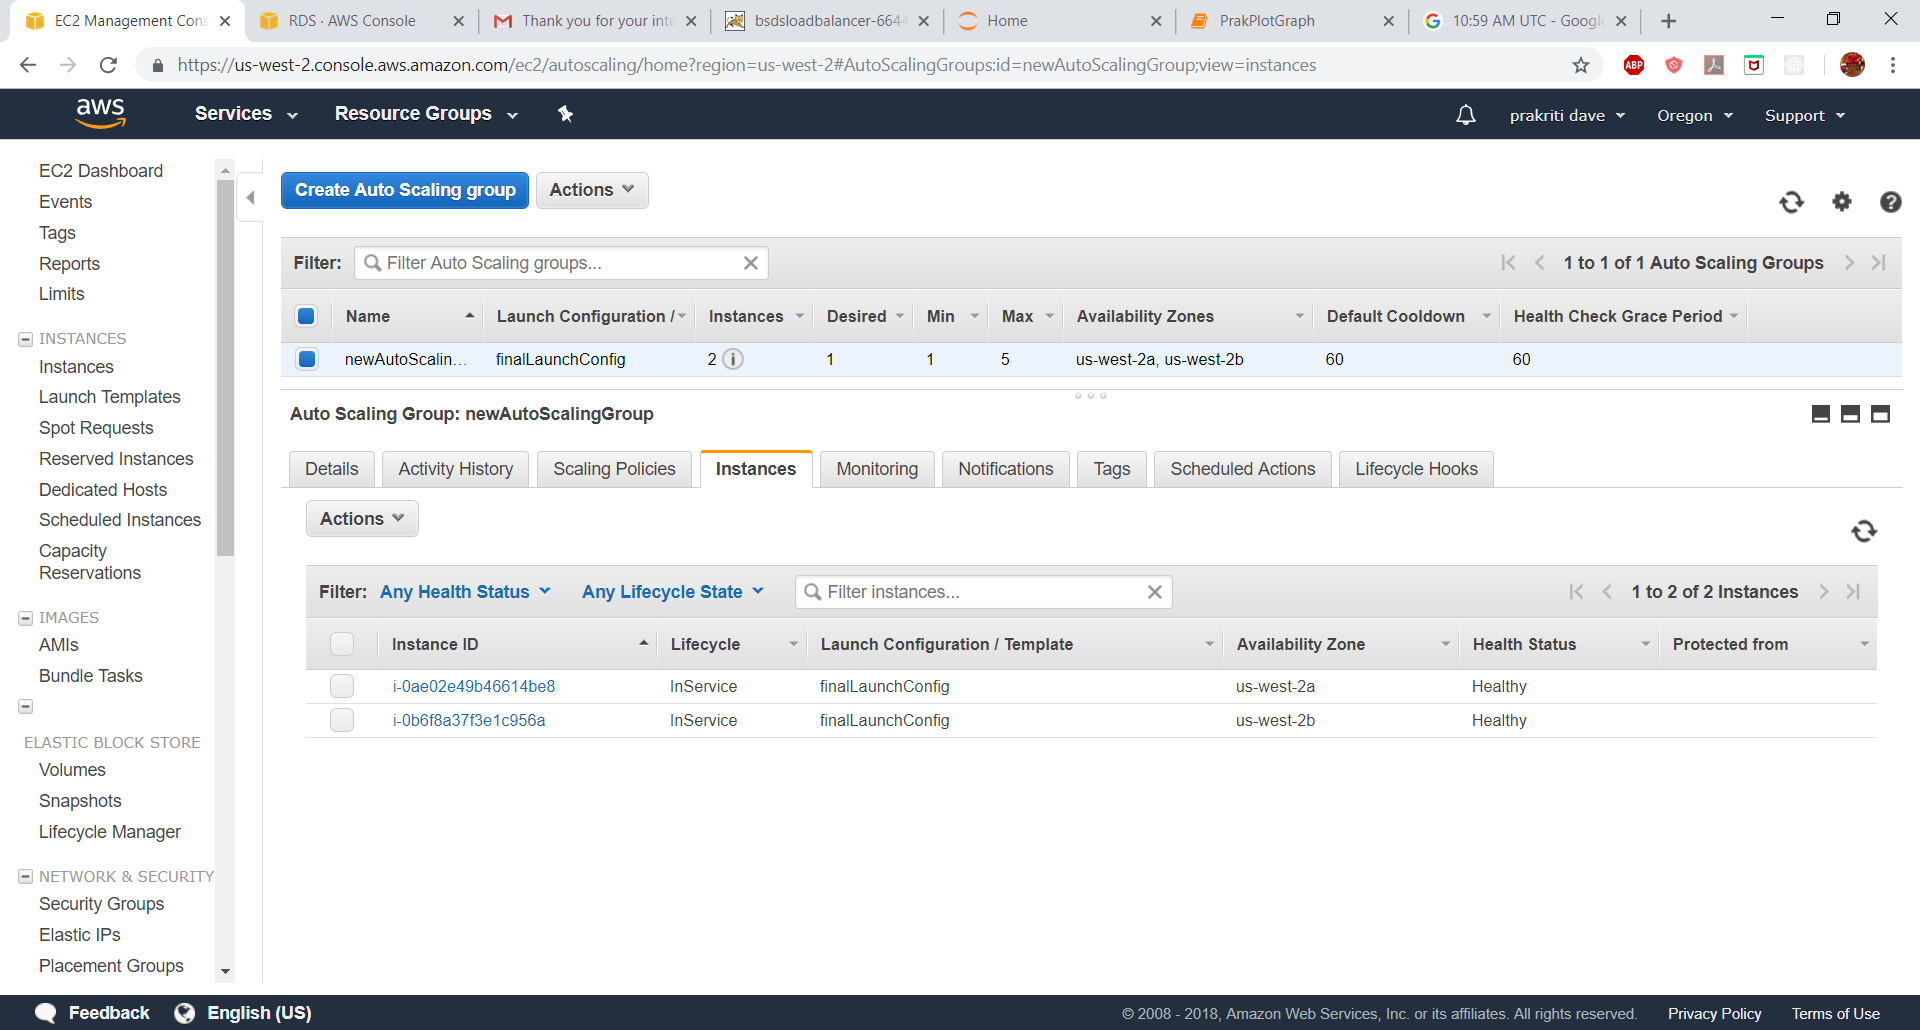 EC2 Management Cons
RDS · AWS Console
Thank you for your inte
bsdsloadbalancer-6644
Home
PrakPlotGraph
10:59 AM UTC - Google
https://us-west-2.console.aws.amazon.com/ec2/autoscaling/home?region=us-west-2#AutoScalingGroups:id=newAutoScalingGroup;view=instances
ABP
aws
Services
Resource Groups
prakriti dave
Oregon
Support
EC2 Dashboard
Events
Tags
Reports
Limits
INSTANCES
Instances
Launch Templates
Spot Requests
Reserved Instances
Dedicated Hosts
Scheduled Instances
Capacity
Reservations
IMAGES
AMIs
Bundle Tasks
ELASTIC BLOCK STORE
Volumes
Snapshots
Lifecycle Manager
NETWORK & SECURITY
Security Groups
Elastic IPs
Placement Groups
Create Auto Scaling group
Actions
Filter: Filter Auto Scaling groups...
1 to 1 of 1 Auto Scaling Groups
Name Launch Configuration / Instances Desired Min Max Availability Zones Default Cooldown Health Check Grace Period
newAutoScalin... finalLaunchConfig 2 1 1 5 us-west-2a, us-west-2b 60 60
Auto Scaling Group: newAutoScalingGroup
Details Activity History Scaling Policies Instances Monitoring Notifications Tags Scheduled Actions Lifecycle Hooks
Actions
Filter: Any Health Status Any Lifecycle State Filter instances... 1 to 2 of 2 Instances
Instance ID Lifecycle Launch Configuration / Template Availability Zone Health Status Protected from
i-0ae02e49b46614be8 InService finalLaunchConfig us-west-2a Healthy
i-0b6f8a37f3e1c956a InService finalLaunchConfig us-west-2b Healthy
Feedback
English (US)
© 2008 - 2018, Amazon Web Services, Inc. or its affiliates. All rights reserved.
Privacy Policy
Terms of Use